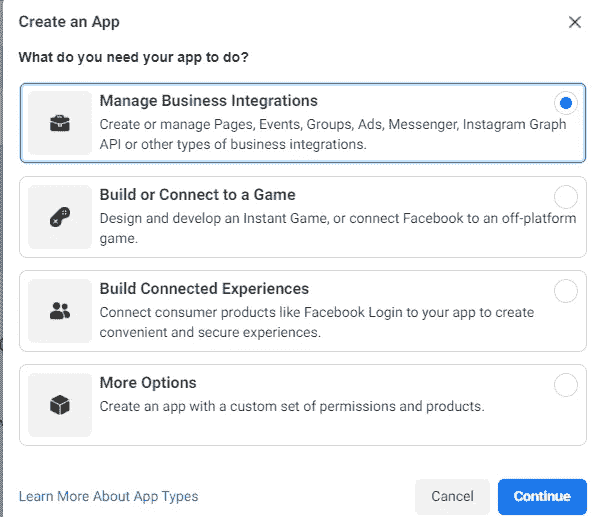 Create an App
What do you need your app to do?
Manage Business Integrations
Create or manage Pages, Events, Groups, Ads, Messenger, Instagram Graph
API or other types of business integrations.
Build or Connect to a Game
Design and develop an Instant Game, or connect Facebook to an off-platform
game.
Build Connected Experiences
Connect consumer products like Facebook Login to your app to create
convenient and secure experiences.
More Options
Create an app with a custom set of permissions and products.
Learn More About App Types
Cancel
Continue